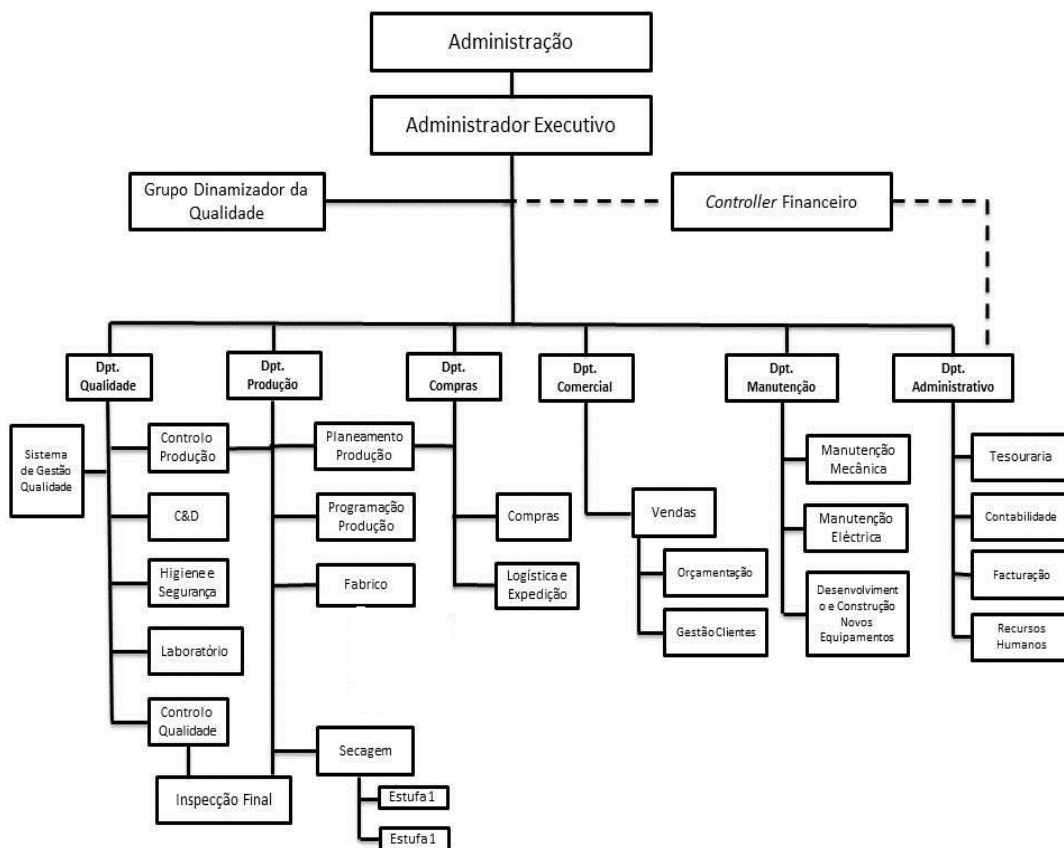 Administração
Administrador Executivo
Grupo Dinamizador da
Qualidade
Controller Financeiro
Dpt.
Qualidade
Dpt.
Produção
Dpt.
Compras
Dpt.
Comercial
Dpt.
Manutenção
Dpt.
Administrativo
Sistema
de Gestão
Qualidade
Controlo
Produção
C&D
Higiene e
Segurança
Laboratório
Controlo
Qualidade
Inspecção Final
Planeamento
Produção
Programação
Produção
Fabrico
Secagem
Estufa 1
Estufa 1
Compras
Logística e
Expedição
Vendas
Orçamentação
Gestão Clientes
Manutenção
Mecânica
Manutenção
Eléctrica
Desenvolviment
o e Construção
Novos
Equipamentos
Tesouraria
Contabilidade
Facturação
Recursos
Humanos